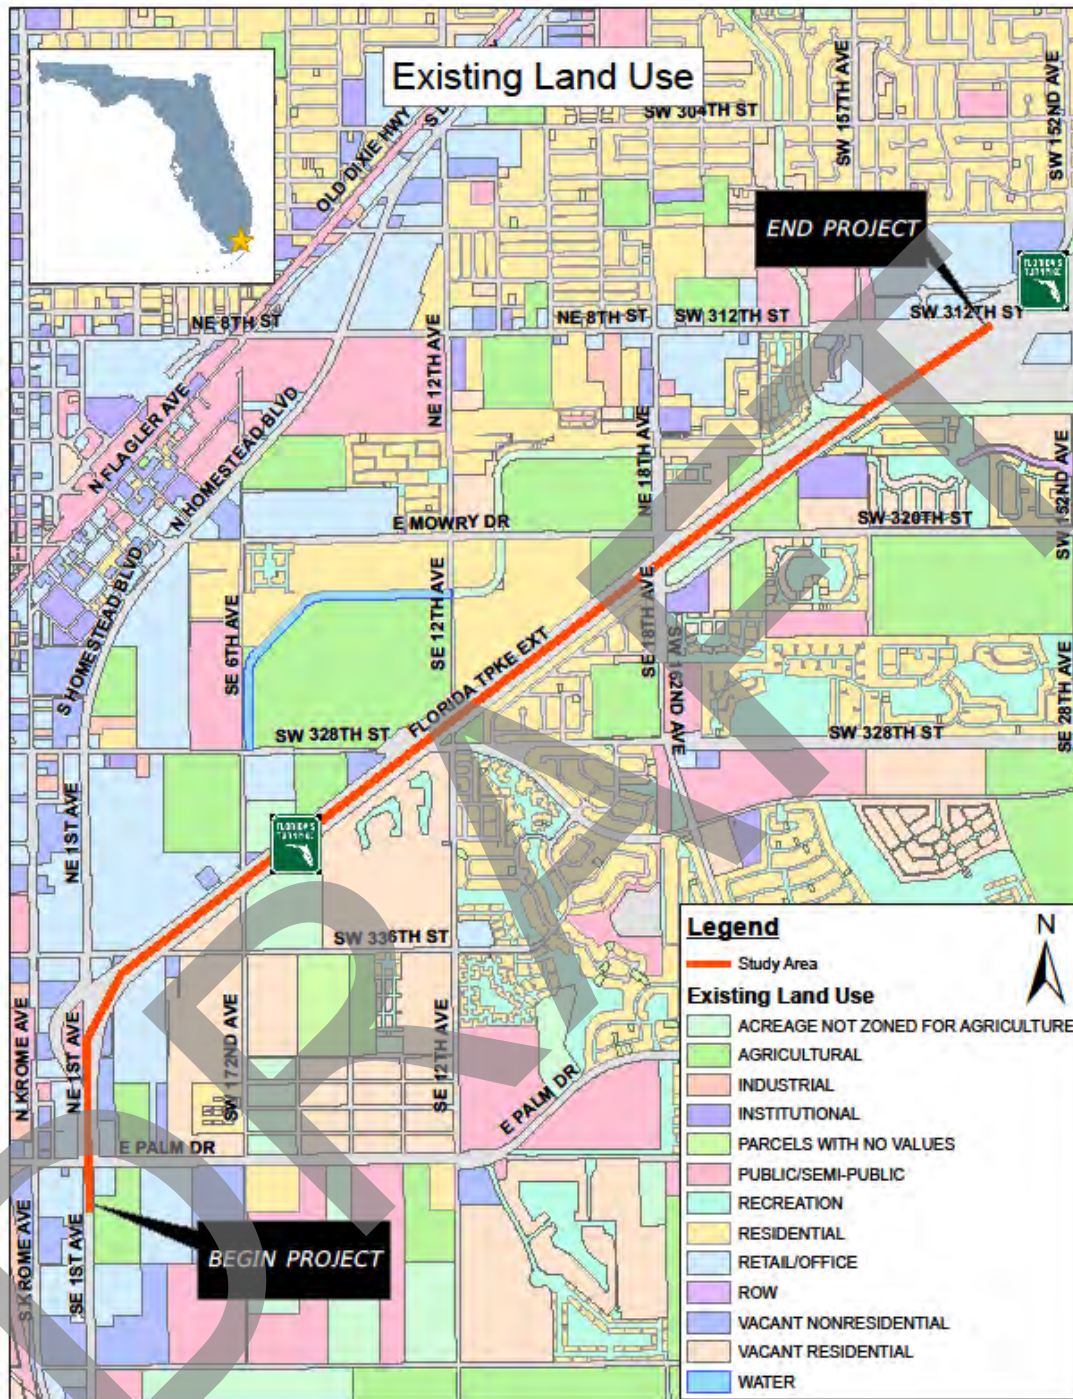 Existing Land Use
SW 304TH ST
SW 157TH AVE
SW 152ND AVE
OLD DIXIE HWY
S D
END PROJECT
FLORIDA'S
TURNPIKE
NE 8TH ST
NE 8TH ST
SW 312TH ST
SW 312TH ST
NE 12TH AVE
N FLAGLER AVE
N HOMESTEAD BLVD
NE 18TH AVE
SW 152ND AVE
E MOWRY DR
SW 320TH ST
S HOMESTEAD BLVD
SE 6TH AVE
SE 12TH AVE
SE 18TH AVE
SW 162ND AVE
SE 28TH AVE
FLORIDA TPKE EXT
SW 328TH ST
SW 328TH ST
NE 1ST AVE
FLORIDA'S
TURNPIKE
SW 336TH ST
N KROME AVE
NE 1ST AVE
SW 172ND AVE
SE 12TH AVE
E PALM DR
E PALM DR
S KROME AVE
SE 1ST AVE
BEGIN PROJECT
DRAFT
Legend
N
Study Area
Existing Land Use
ACREAGE NOT ZONED FOR AGRICULTURE
AGRICULTURAL
INDUSTRIAL
INSTITUTIONAL
PARCELS WITH NO VALUES
PUBLIC/SEMI-PUBLIC
RECREATION
RESIDENTIAL
RETAIL/OFFICE
ROW
VACANT NONRESIDENTIAL
VACANT RESIDENTIAL
WATER